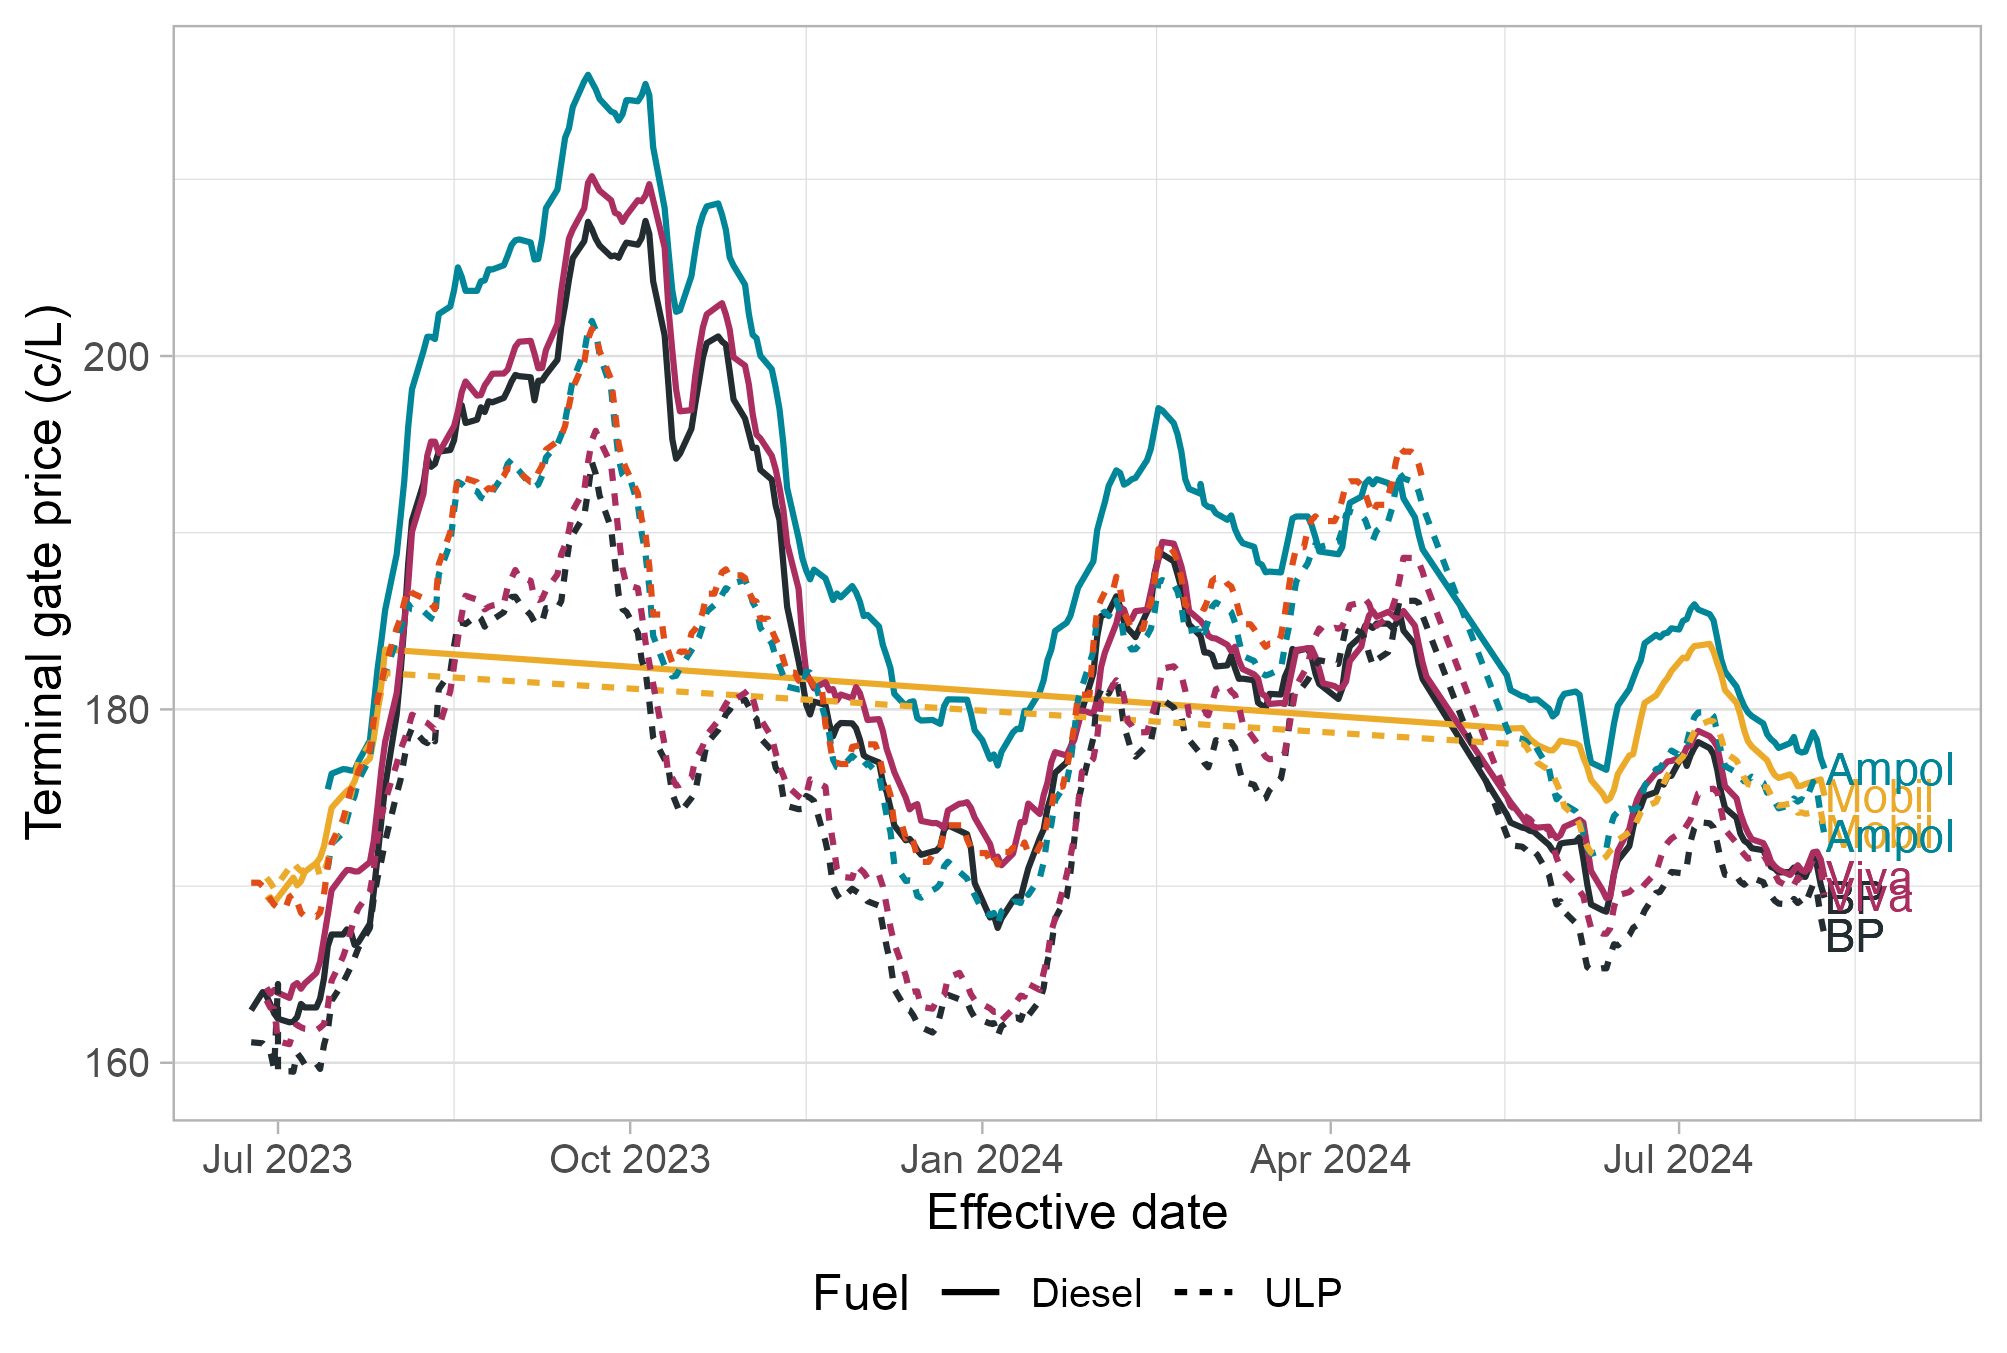 Terminal gate price (c/L)
200
180
160
Ampol
Mobil
Mobil
Ampol
Viva
BP
Viva
BP
Jul 2023
Oct 2023
Jan 2024
Apr 2024
Jul 2024
Effective date
Fuel
Diesel
ULP